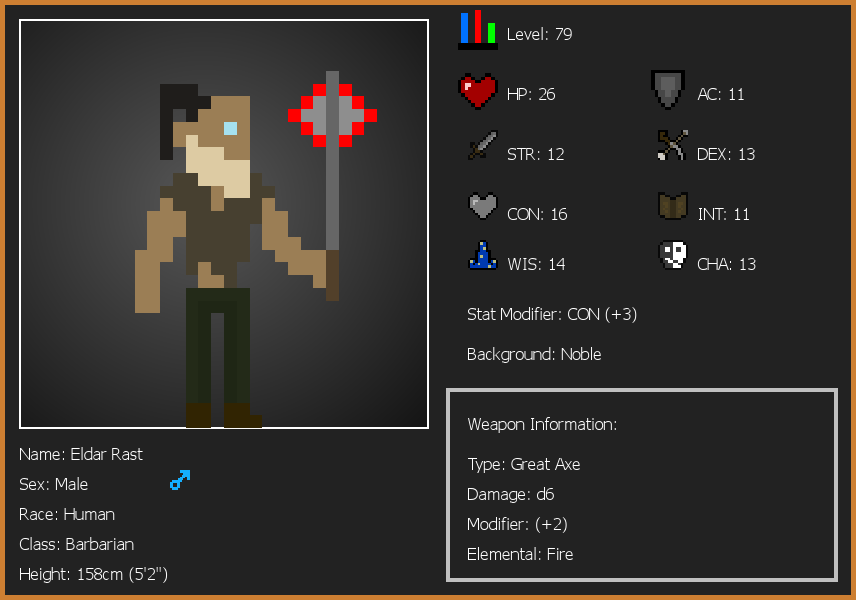 Level: 79
HP: 26
AC: 11
STR: 12
DEX: 13
CON: 16
INT: 11
WIS: 14
CHA: 13
Stat Modifier: CON (+3)
Background: Noble
Weapon Information:
Type: Great Axe
Damage: d6
Modifier: (+2)
Elemental: Fire
Name: Eldar Rast
Sex: Male
Race: Human
Class: Barbarian
Height: 158cm (5'2")